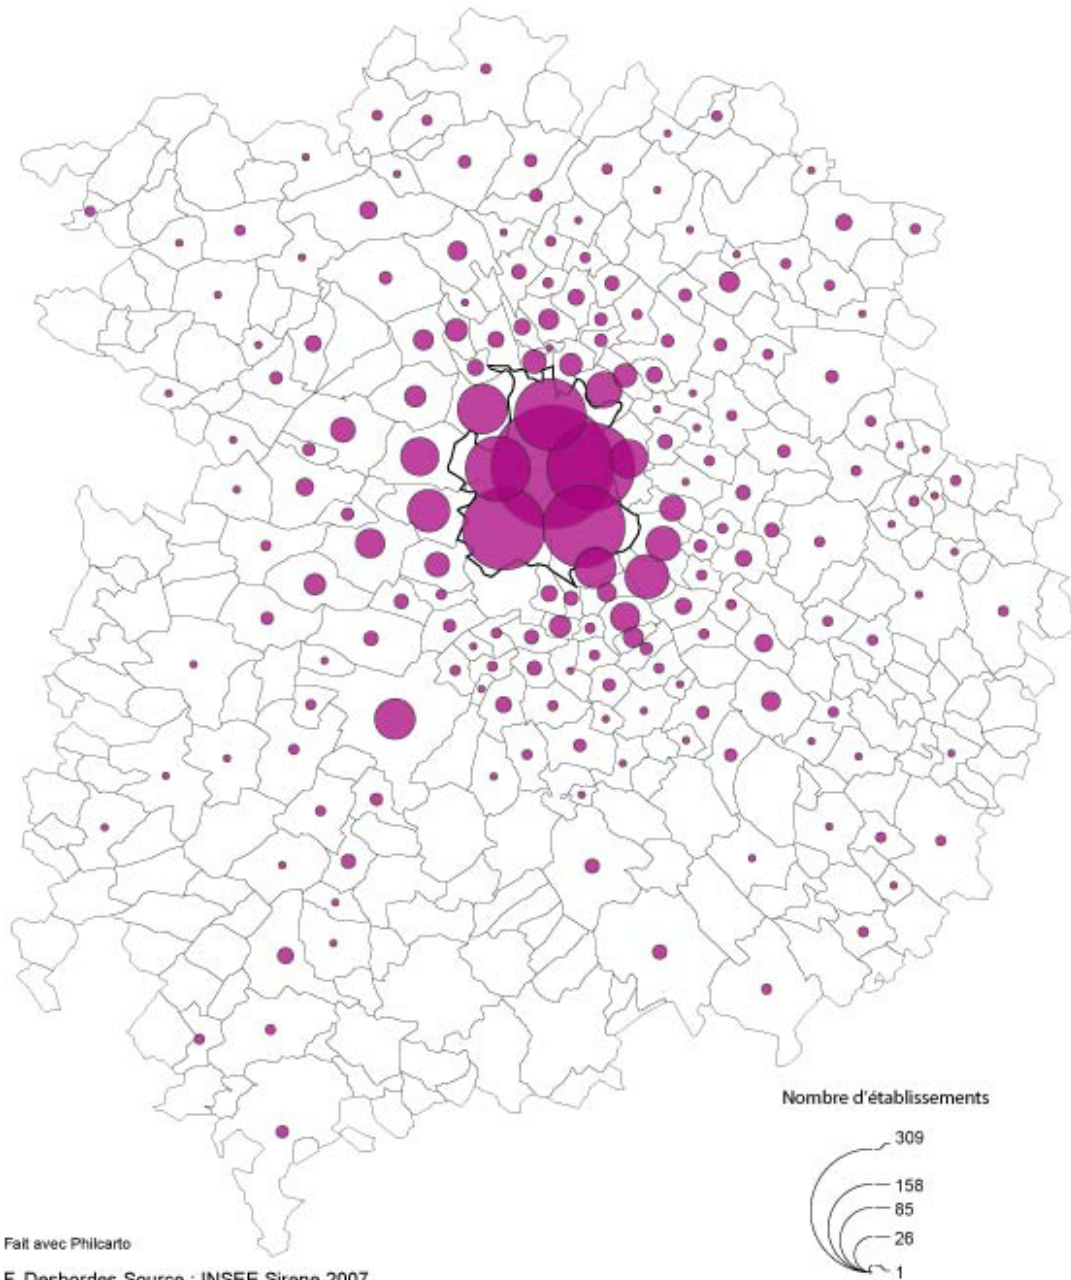 Nombre d'établissements
309
158
85
26
1
Fait avec Philcarto
F. Desbordes Source : INSEE Sirene 2007